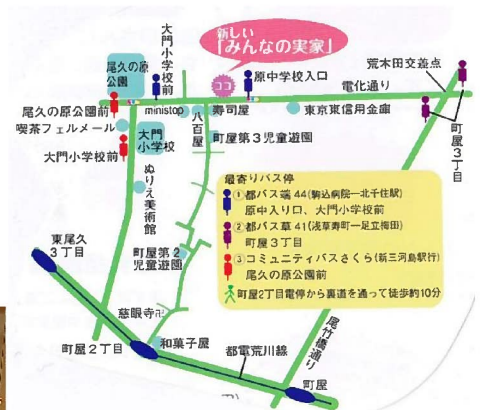 新しい
「みんなの実家」
ココ
大門小学校前
原中学校入口
荒木田交差点
尾久の原
公園
電化通り
尾久の原公園前
ministop
寿司屋
東京東信用金庫
喫茶フェルメール
八百屋
町屋第3児童遊園
町屋3丁目
大門小学校前
大門
小学校
ぬりえ美術館
最寄りバス停
①都バス端44(駒込病院ー北千住駅)
原中入り口、大門小学校前
②都バス草41(浅草寿町ー足立梅田)
町屋3丁目
③コミュニティバスさくら(新三河島駅行)
尾久の原公園前
町屋2丁目電停から裏道を通って徒歩約10分
東尾久
3丁目
町屋第2
児童遊園
慈眼寺卍
和菓子屋
町屋2丁目
都電荒川線
尾竹橋通り
町屋